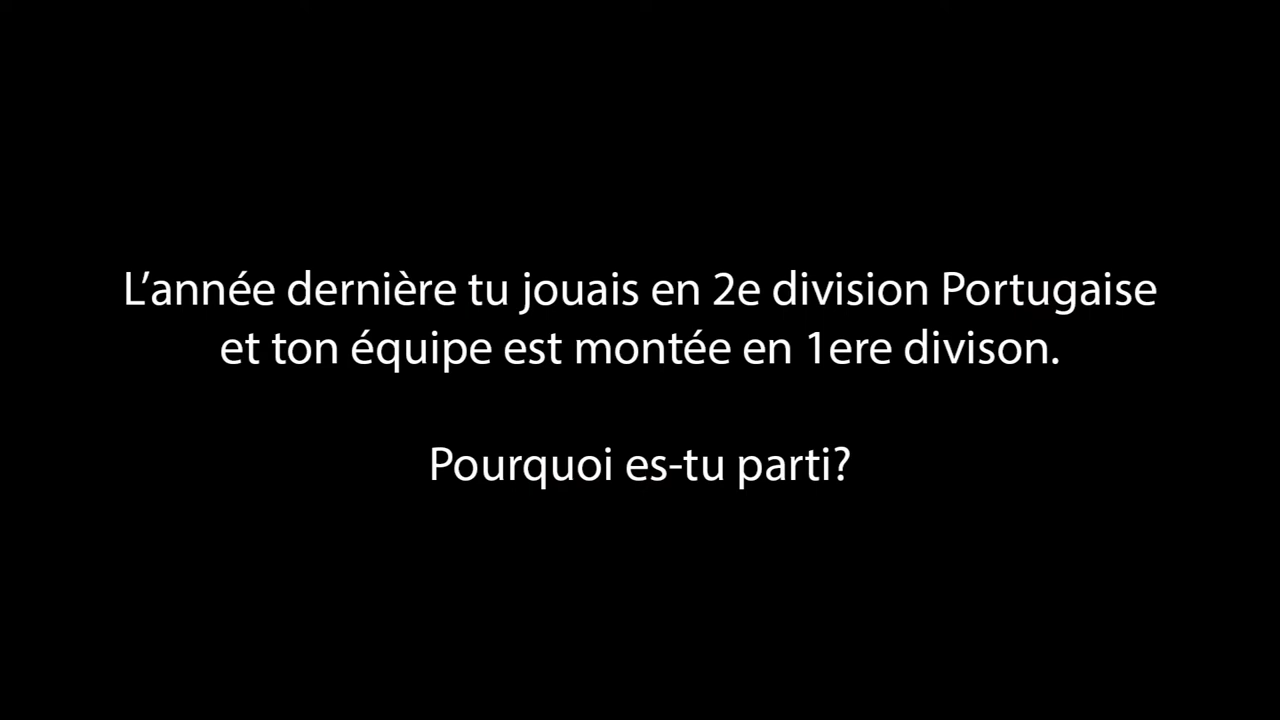 L’année dernière tu jouais en 2e division Portugaise
et ton équipe est montée en 1ere divison.
Pourquoi es-tu parti?